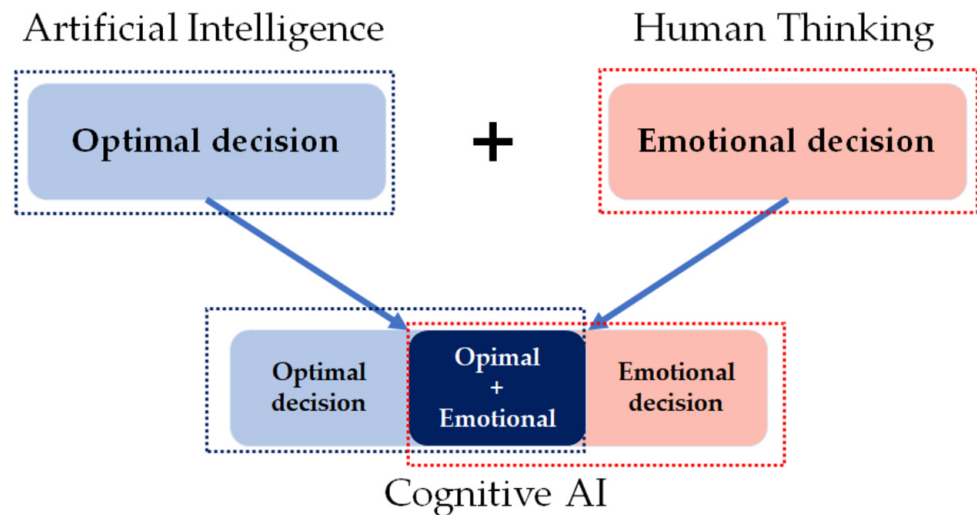 Artificial Intelligence
Human Thinking
Optimal decision
+
Emotional decision
Optimal
decision
Opimal
+
Emotional
Emotional
decision
Cognitive AI